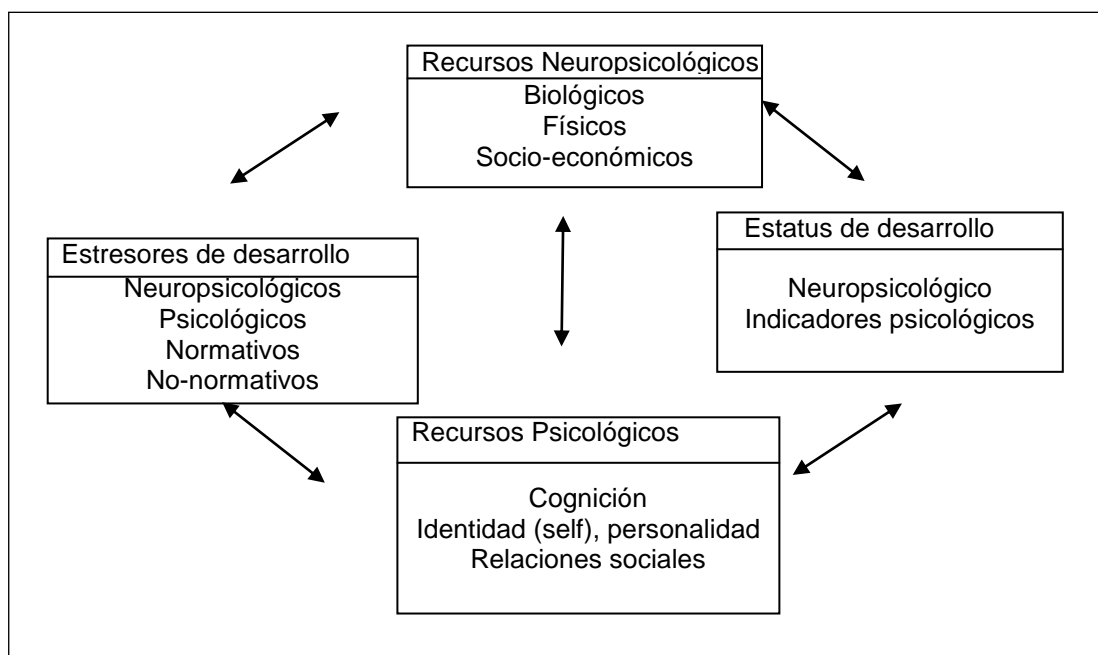 Recursos Neuropsicológicos
Biológicos
Físicos
Socio-económicos
Estresores de desarrollo
Neuropsicológicos
Psicológicos
Normativos
No-normativos
Estatus de desarrollo
Neuropsicológico
Indicadores psicológicos
Recursos Psicológicos
Cognición
Identidad (self), personalidad
Relaciones sociales